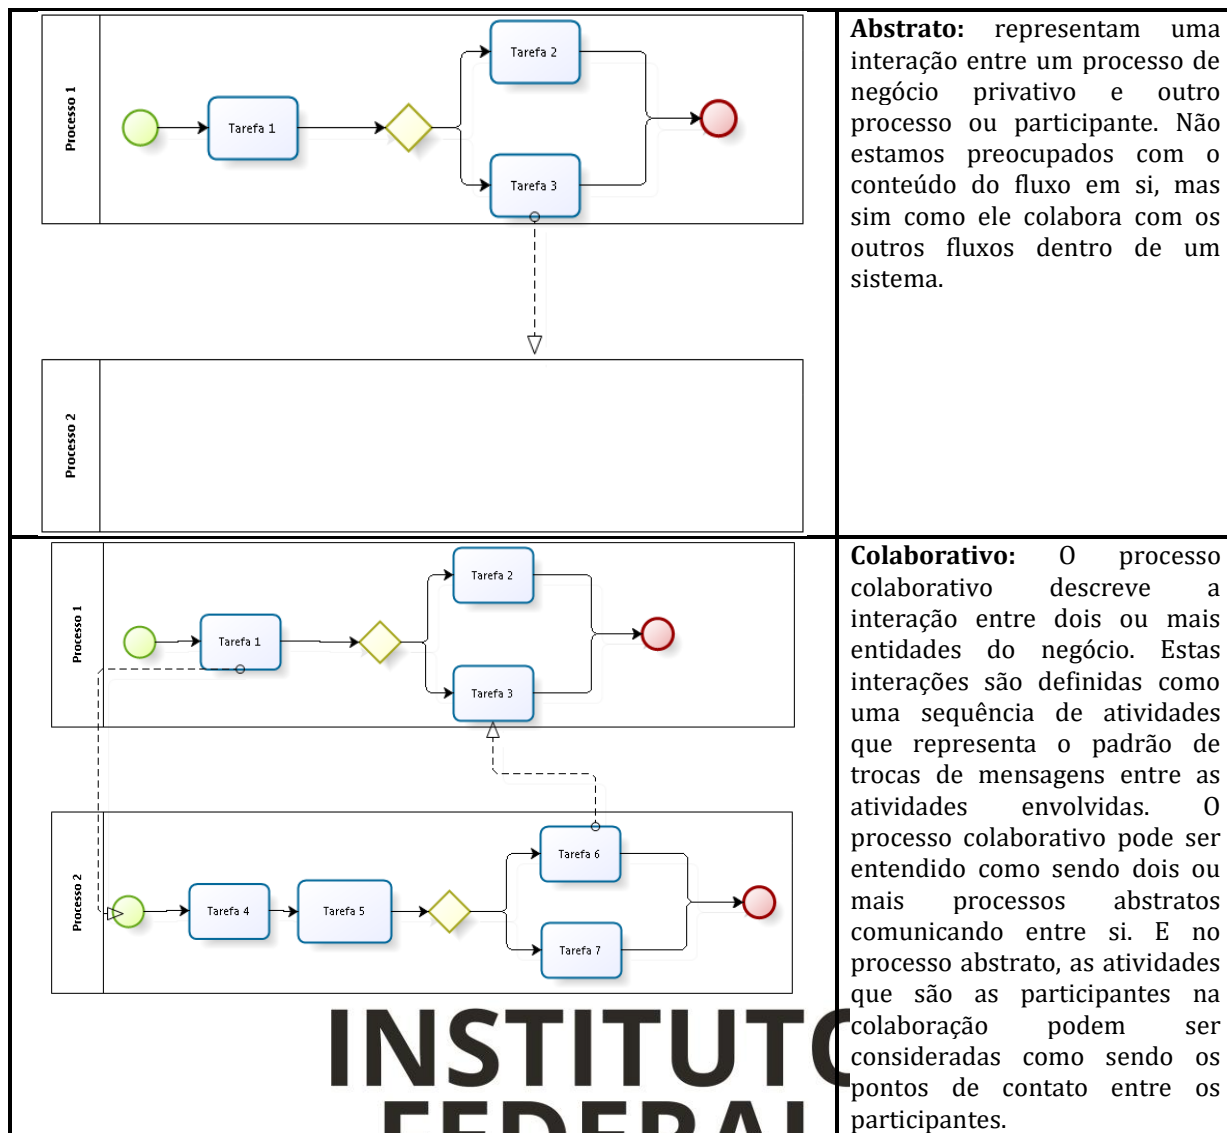 Processo 1
Tarefa 1
Tarefa 2
Tarefa 3
Processo 2
Abstrato: representam uma
interação entre um processo de
negócio privativo e outro
processo ou participante. Não
estamos preocupados com o
conteúdo do fluxo em si, mas
sim como ele colabora com os
outros fluxos dentro de um
sistema.
Processo 1
Tarefa 1
Tarefa 2
Tarefa 3
Processo 2
Tarefa 4
Tarefa 5
Tarefa 6
Tarefa 7
Colaborativo: O processo
colaborativo descreve a
interação entre dois ou mais
entidades do negócio. Estas
interações são definidas como
uma sequência de atividades
que representa o padrão de
trocas de mensagens entre as
atividades envolvidas. O
processo colaborativo pode ser
entendido como sendo dois ou
mais processos abstratos
comunicando entre si. E no
processo abstrato, as atividades
que são as participantes na
colaboração podem ser
consideradas como sendo os
pontos de contato entre os
participantes.
INSTITUTO
FEDERAL